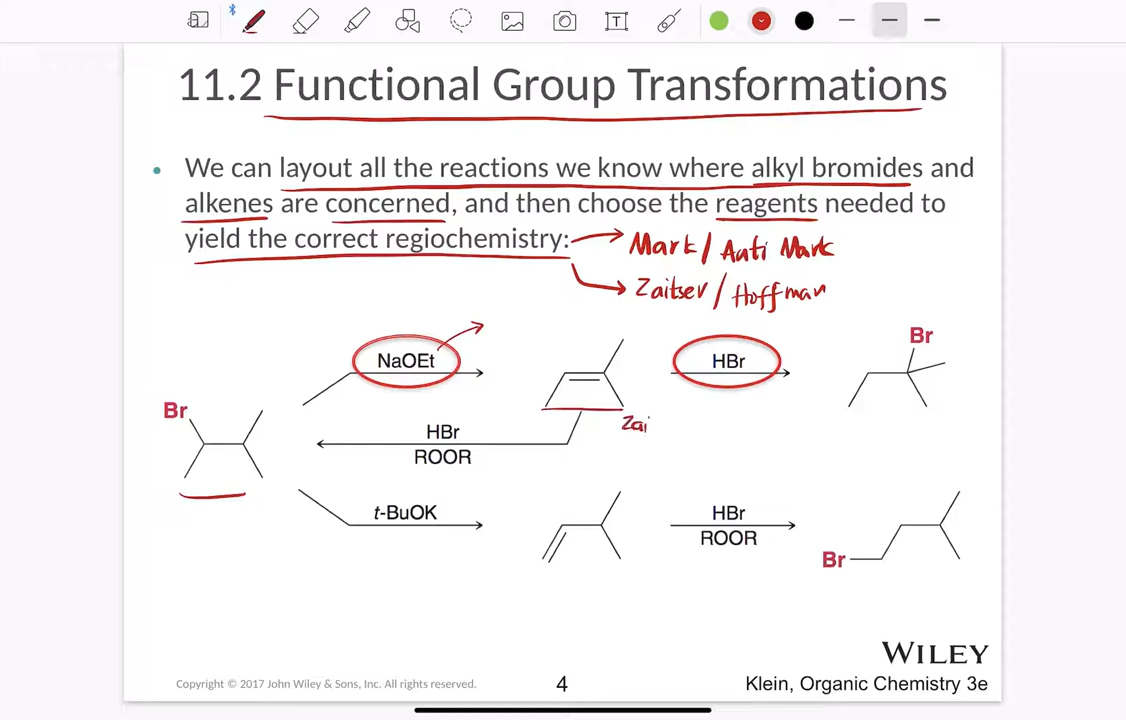 11.2 Functional Group Transformations
• We can layout all the reactions we know where alkyl bromides and
alkenes are concerned, and then choose the reagents needed to
yield the correct regiochemistry:
Mark/Anti Mark
Zaitsev/Hoffman
NaOEt
HBr
Br
Br
Zai
HBr
ROOR
t-BuOK
HBr
ROOR
Br
WILEY
Copyright © 2017 John Wiley & Sons, Inc. All rights reserved.
4
Klein, Organic Chemistry 3e